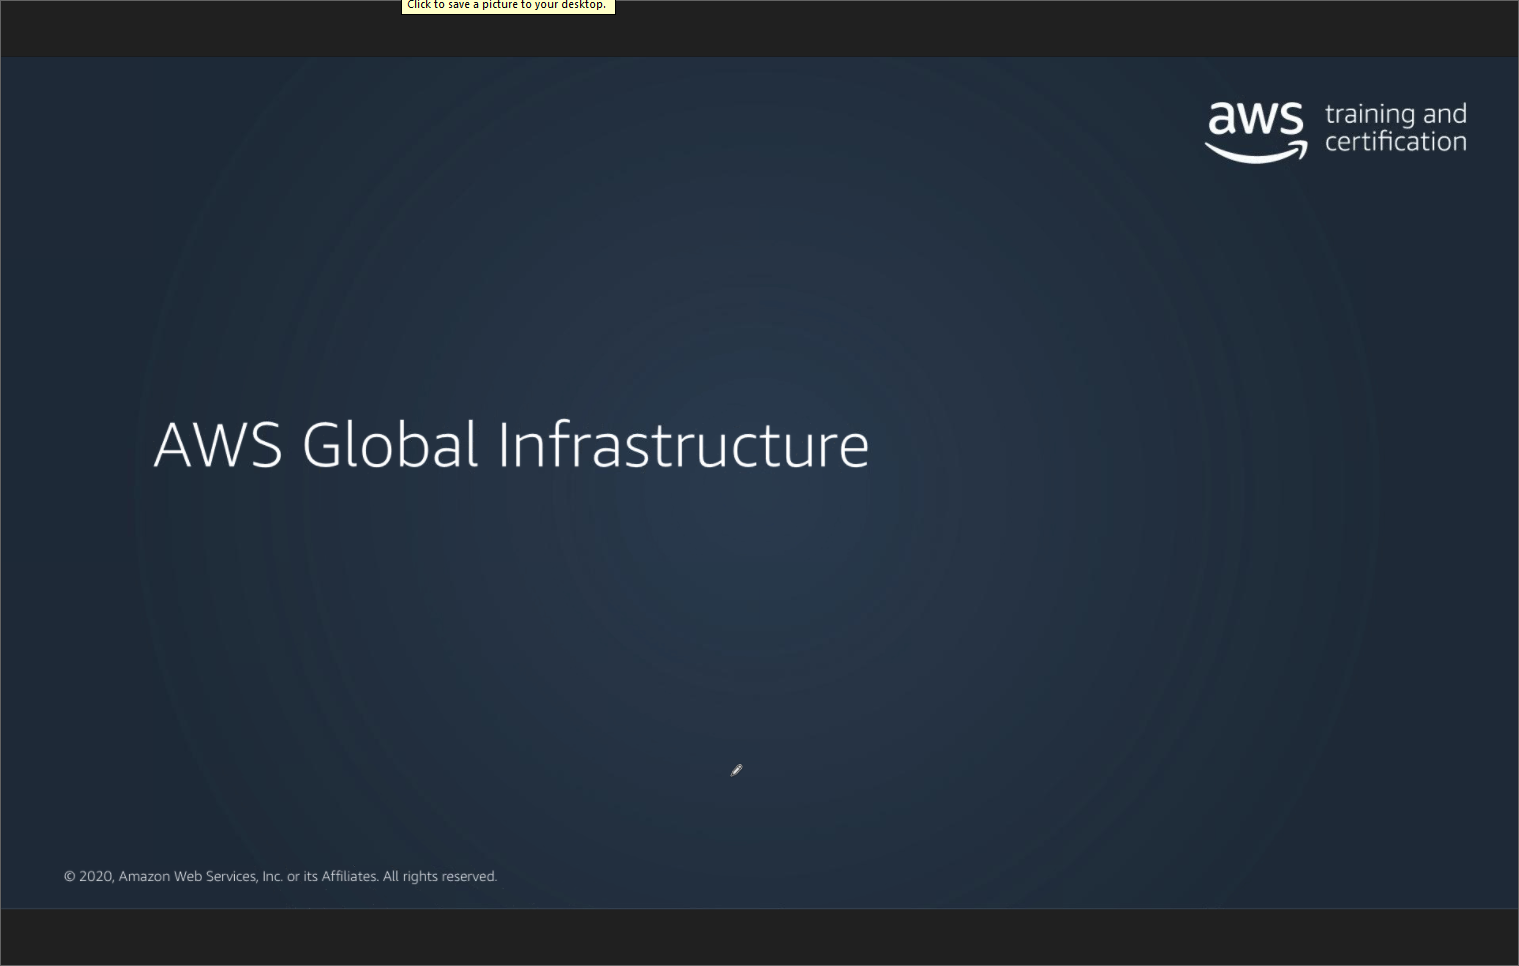 Click to save a picture to your desktop.
aws training and
certification
AWS Global Infrastructure
© 2020, Amazon Web Services, Inc. or its Affiliates. All rights reserved.